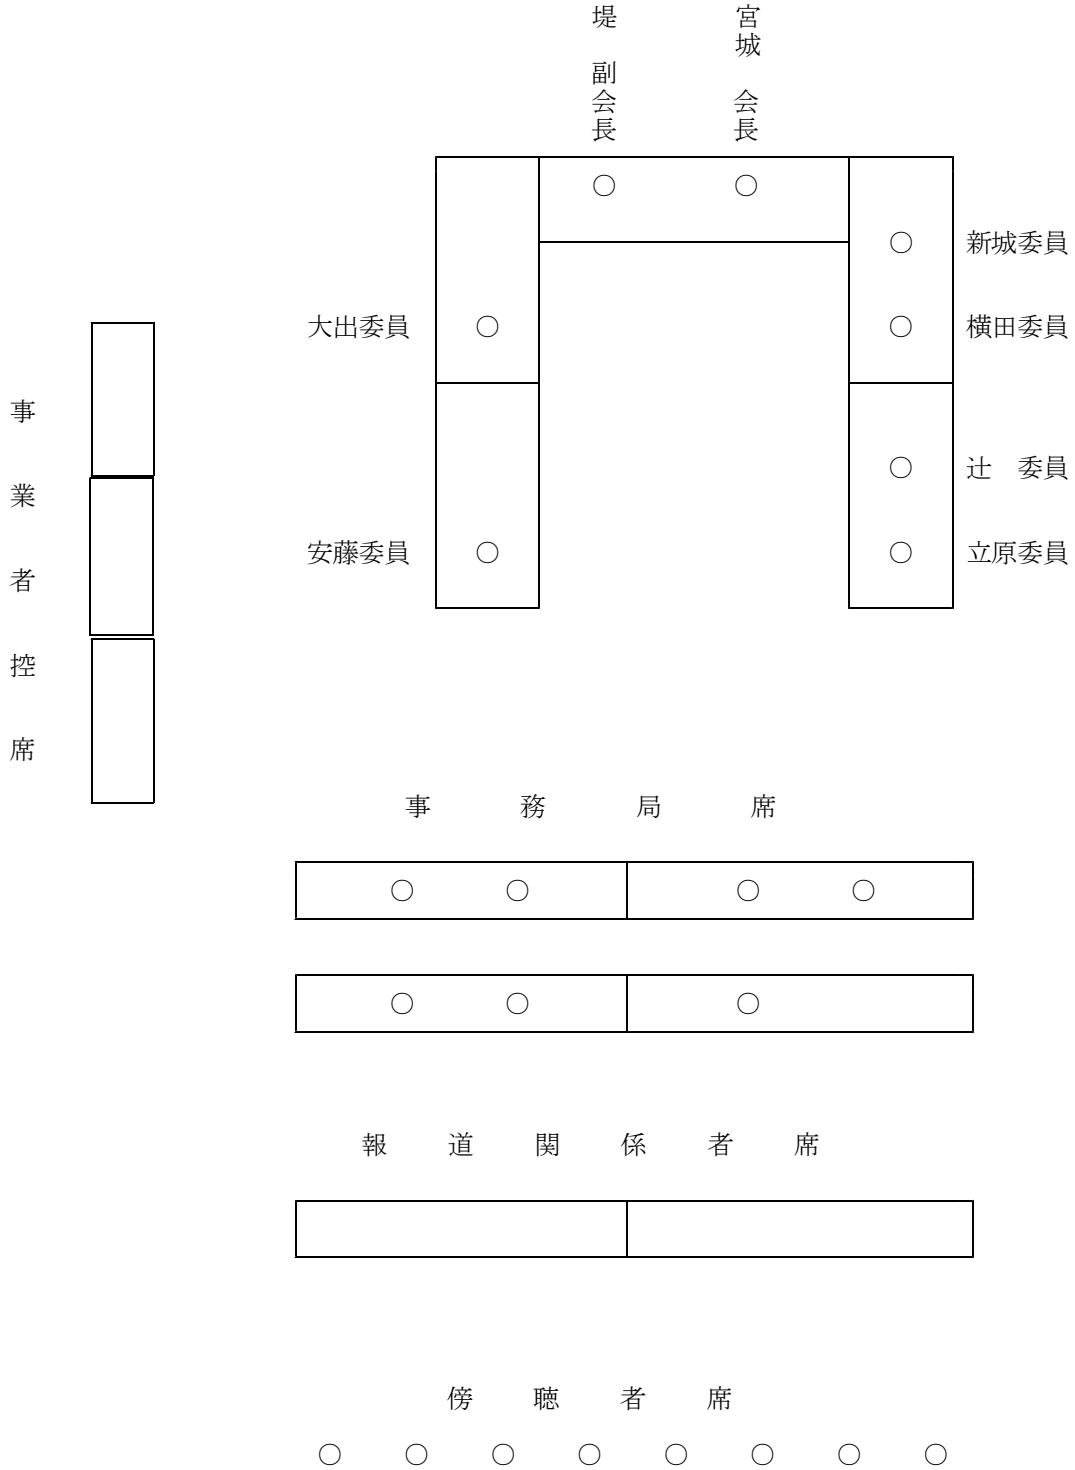 宮城 会長
堤 副会長
○ ○
○ 新城委員
大出委員 ○
○ 横田委員
○ 辻 委員
安藤委員 ○
○ 立原委員
事業者控席
事務局席
○ ○ ○ ○
○ ○ ○
報道関係者席
傍聴者席
○ ○ ○ ○ ○ ○ ○ ○